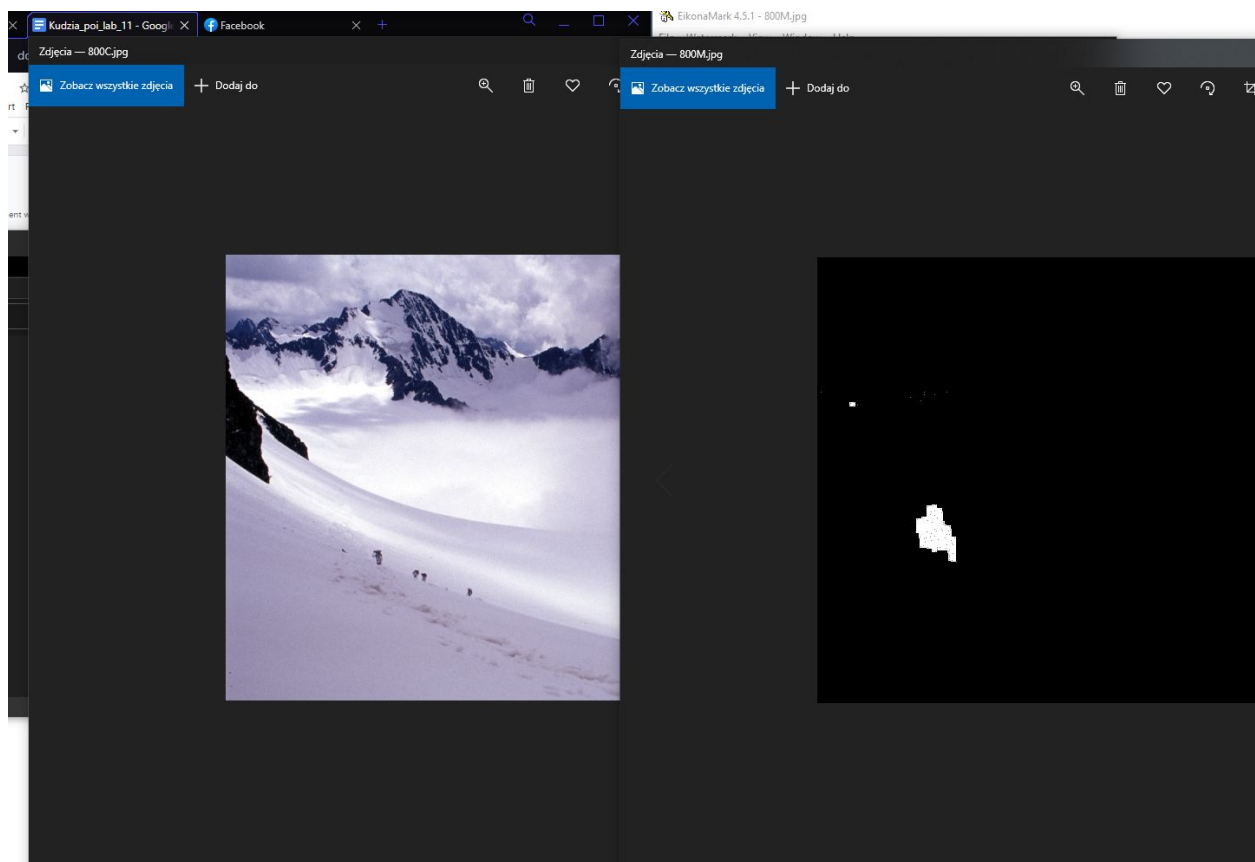 Kudzia_poi_lab_11 - Googl
Facebook
EikonaMark 4.5.1 - 800M.jpg
Zdjęcia — 800C.jpg
Zobacz wszystkie zdjęcia
Dodaj do
Zdjęcia — 800M.jpg
Zobacz wszystkie zdjęcia
Dodaj do